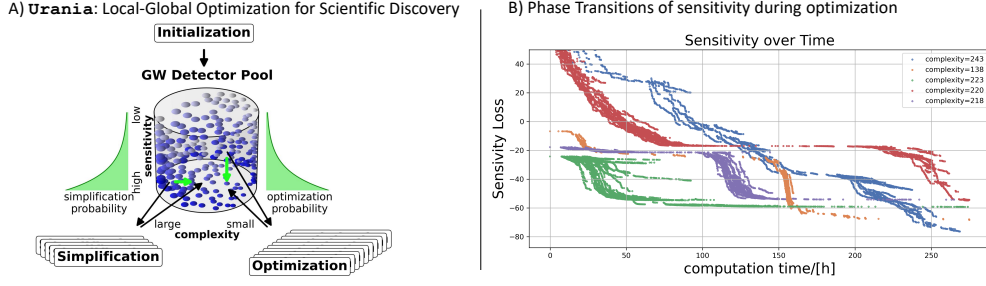 A) Urania: Local-Global Optimization for Scientific Discovery
Initialization
GW Detector Pool
low
sensitivity
high
simplification
probability
optimization
probability
large
small
complexity
Simplification
Optimization
B) Phase Transitions of sensitivity during optimization
Sensitivity over Time
complexity=243
complexity=138
complexity=223
complexity=220
complexity=218
Sensivity Loss
40
20
0
−20
−40
−60
−80
0
50
100
150
200
250
computation time/[h]